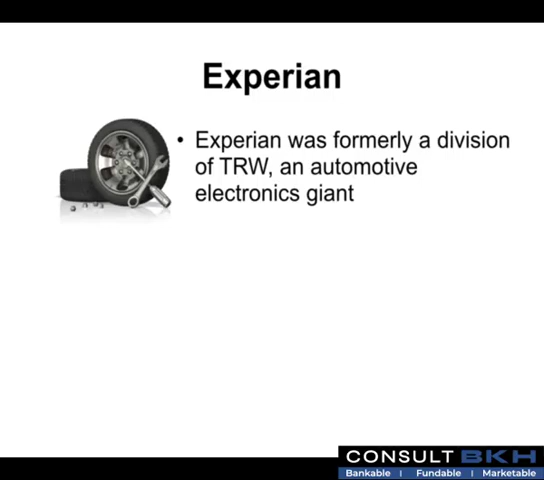 Experian
• Experian was formerly a division
of TRW, an automotive
electronics giant
CONSULT BKH
Bankable | Fundable | Marketable